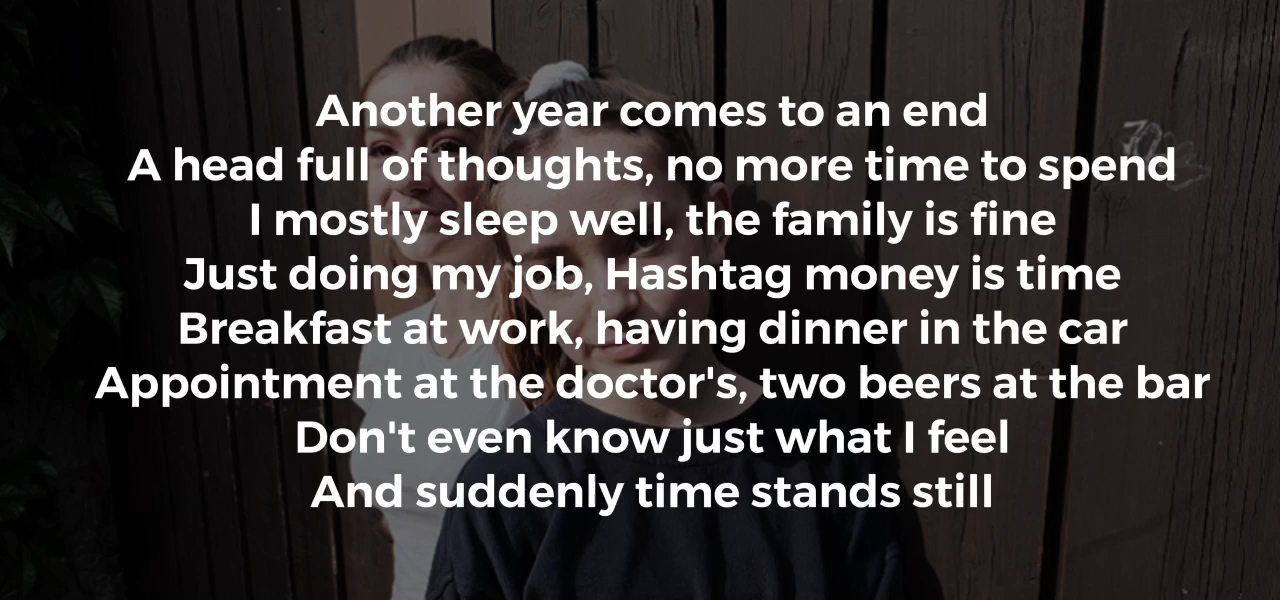 Another year comes to an end
A head full of thoughts, no more time to spend
I mostly sleep well, the family is fine
Just doing my job, Hashtag money is time
Breakfast at work, having dinner in the car
Appointment at the doctor's, two beers at the bar
Don't even know just what I feel
And suddenly time stands still